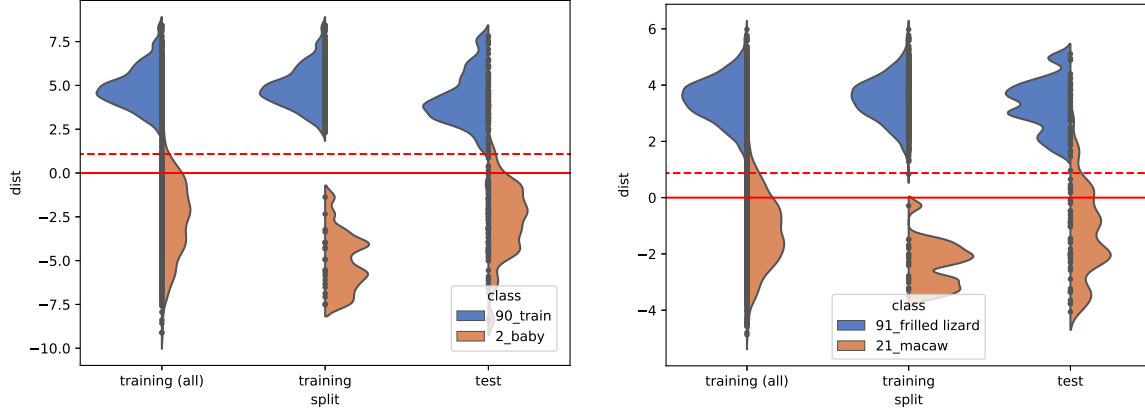 7.5
5.0
2.5
0.0
−2.5
−5.0
−7.5
−10.0
dist
class
90_train
2_baby
training (all)
training
test
split
6
4
2
0
−2
−4
dist
class
91_frilled lizard
21_macaw
training (all)
training
test
split